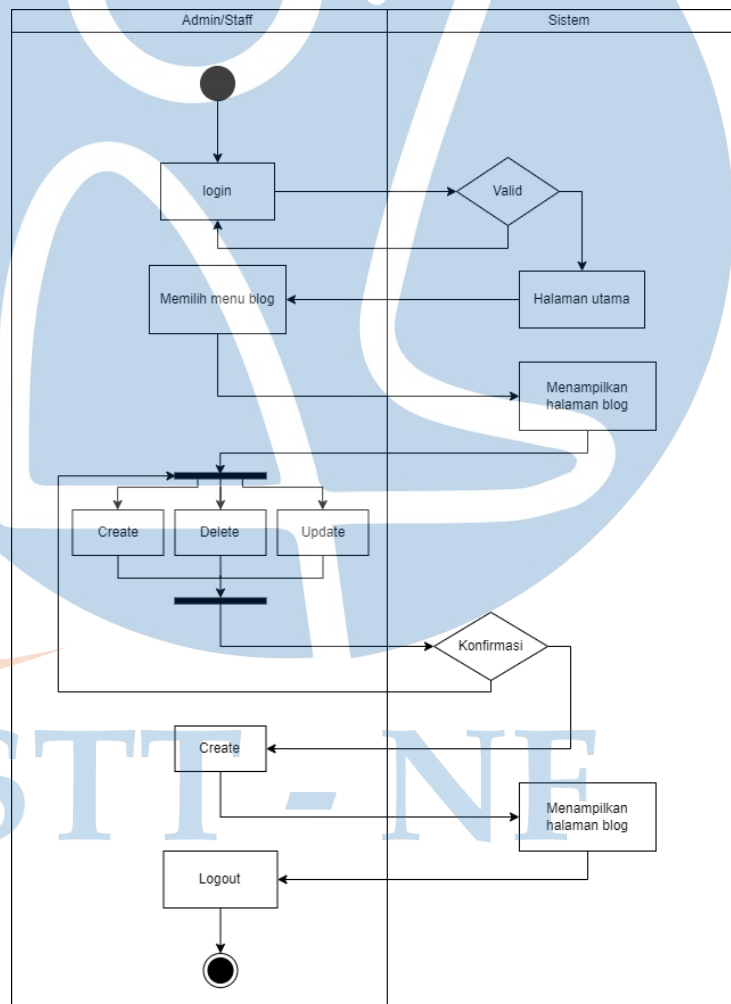 Admin/Staff
Sistem
login
Valid
Memilih menu blog
Halaman utama
Menampilkan
halaman blog
Create
Delete
Update
Konfirmasi
Create
Menampilkan
halaman blog
Logout
STT - NF